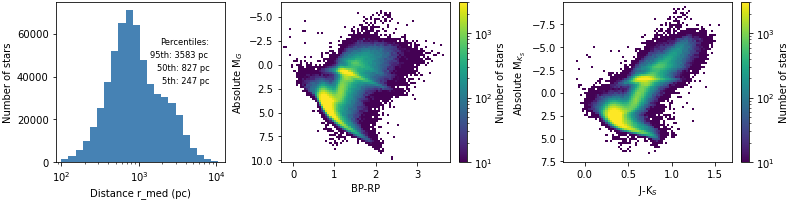 Number of stars
60000
40000
20000
0
10²
10³
10⁴
Distance r_med (pc)
Percentiles:
95th: 3583 pc
50th: 827 pc
5th: 247 pc
Absolute M_G
−5.0
−2.5
0.0
2.5
5.0
7.5
10.0
0
1
2
3
BP-RP
10³
10²
10¹
Number of stars
Absolute M_Kₛ
−7.5
−5.0
−2.5
0.0
2.5
5.0
7.5
0.0
0.5
1.0
1.5
J-Kₛ
10³
10²
10¹
Number of stars